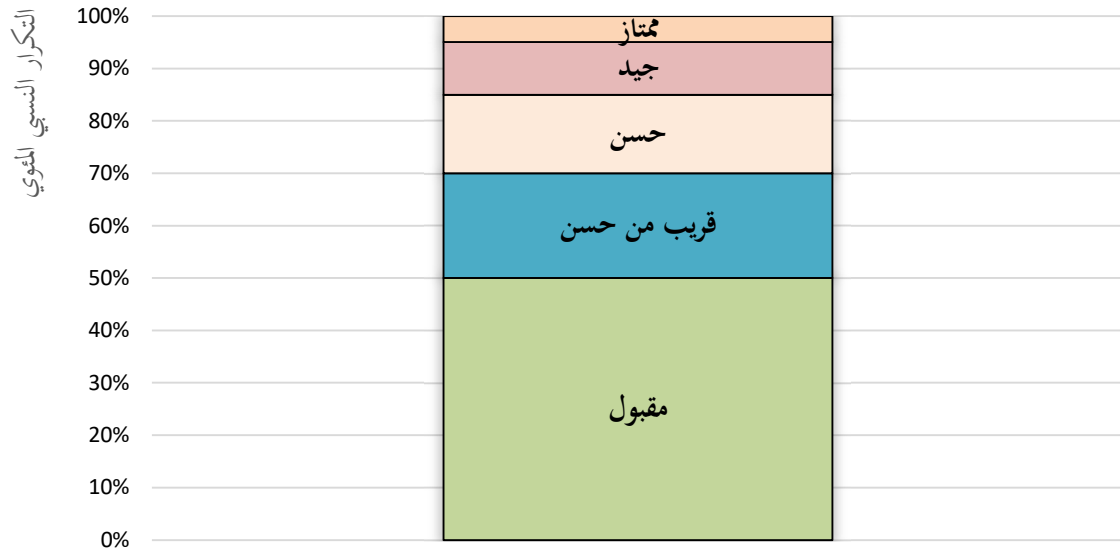 التكرار النسبي المئوي
100%
ممتاز
90%
جيد
80%
حسن
70%
60%
قريب من حسن
50%
40%
30%
مقبول
20%
10%
0%